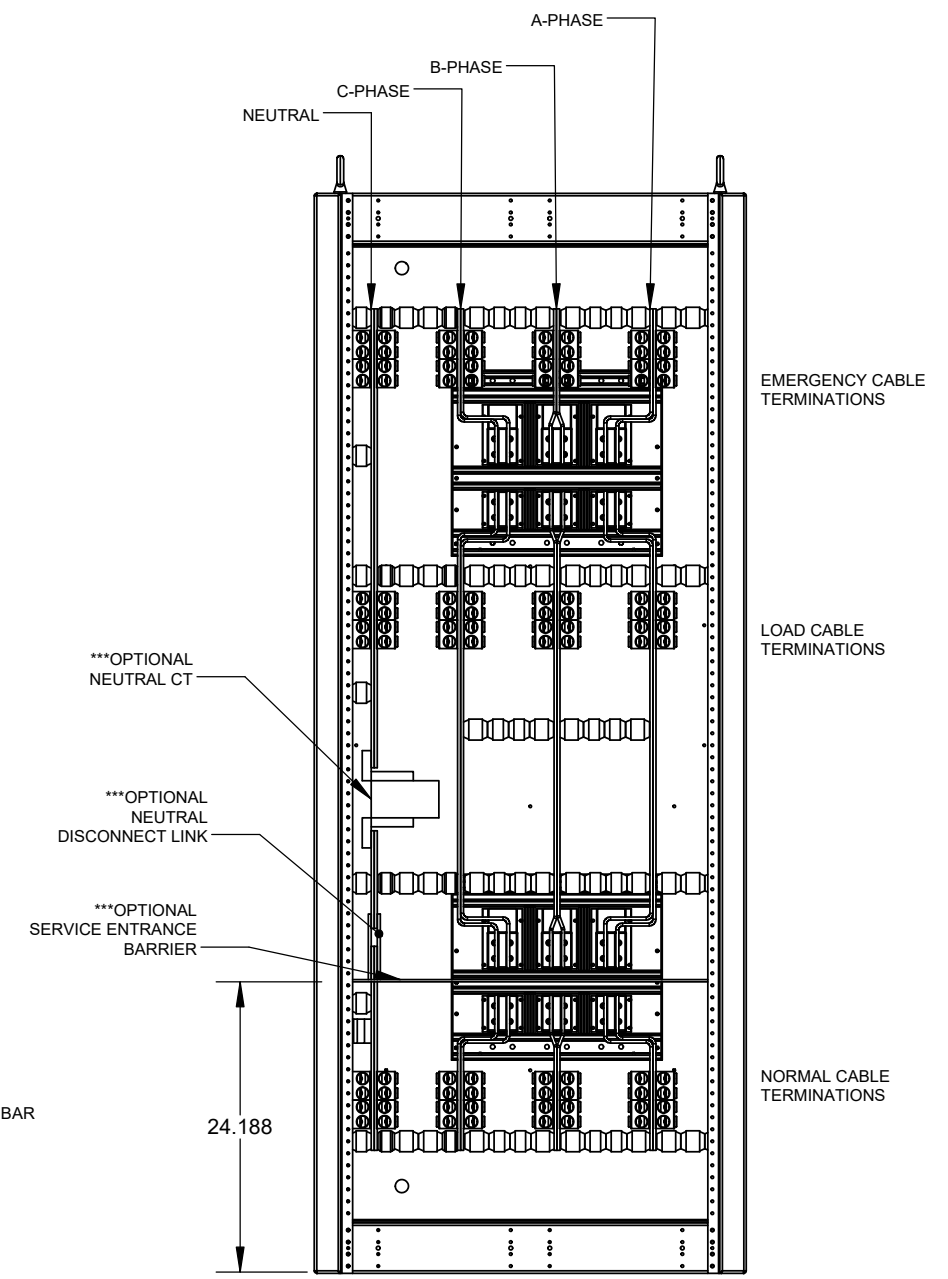 A-PHASE
B-PHASE
C-PHASE
NEUTRAL
EMERGENCY CABLE
TERMINATIONS
LOAD CABLE
TERMINATIONS
***OPTIONAL
NEUTRAL CT
***OPTIONAL
NEUTRAL
DISCONNECT LINK
***OPTIONAL
SERVICE ENTRANCE
BARRIER
NORMAL CABLE
TERMINATIONS
BAR
24.188